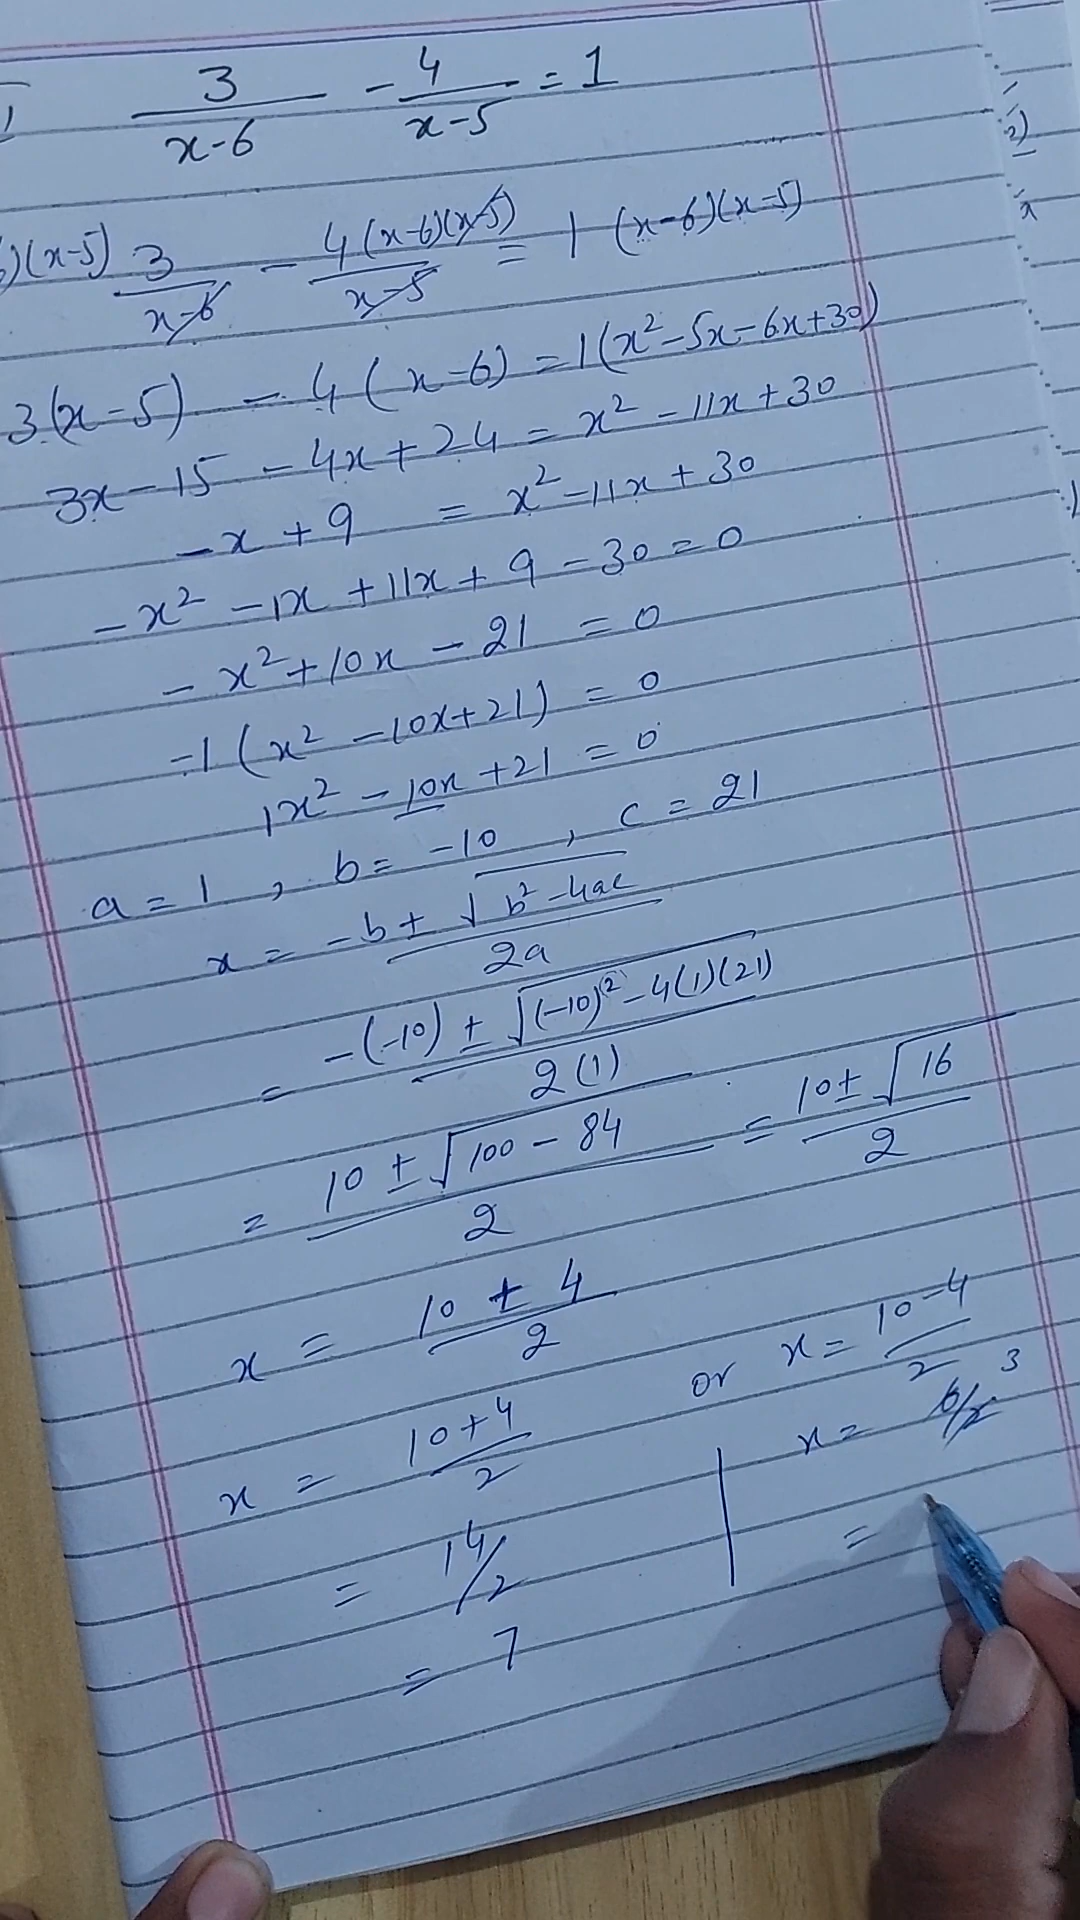 3/(x-6) - 4/(x-5) = 1
)(x-5) 3/(x-6) - 4(x-6)(x-5)/(x-5) = 1 (x-6)(x-5)
3(x-5) - 4(x-6) = 1(x²-5x-6x+30)
3x-15-4x+24 = x²-11x+30
-x+9 = x²-11x+30
-x²-1x+11x+9-30=0
-x²+10x-21 = 0
-1(x²-10x+21) = 0
1x²-10x+21 = 0
a=1, b=-10, c=21
x = -b±√(b²-4ac)/2a
= -(-10)±√((-10)²-4(1)(21))/2(1)
= 10±√(100-84)/2 = 10±√16/2
x = 10±4/2
x = 10+4/2 or x = 10-4/2
= 14/2 x = 6/2 3
= 7 =
2)
x